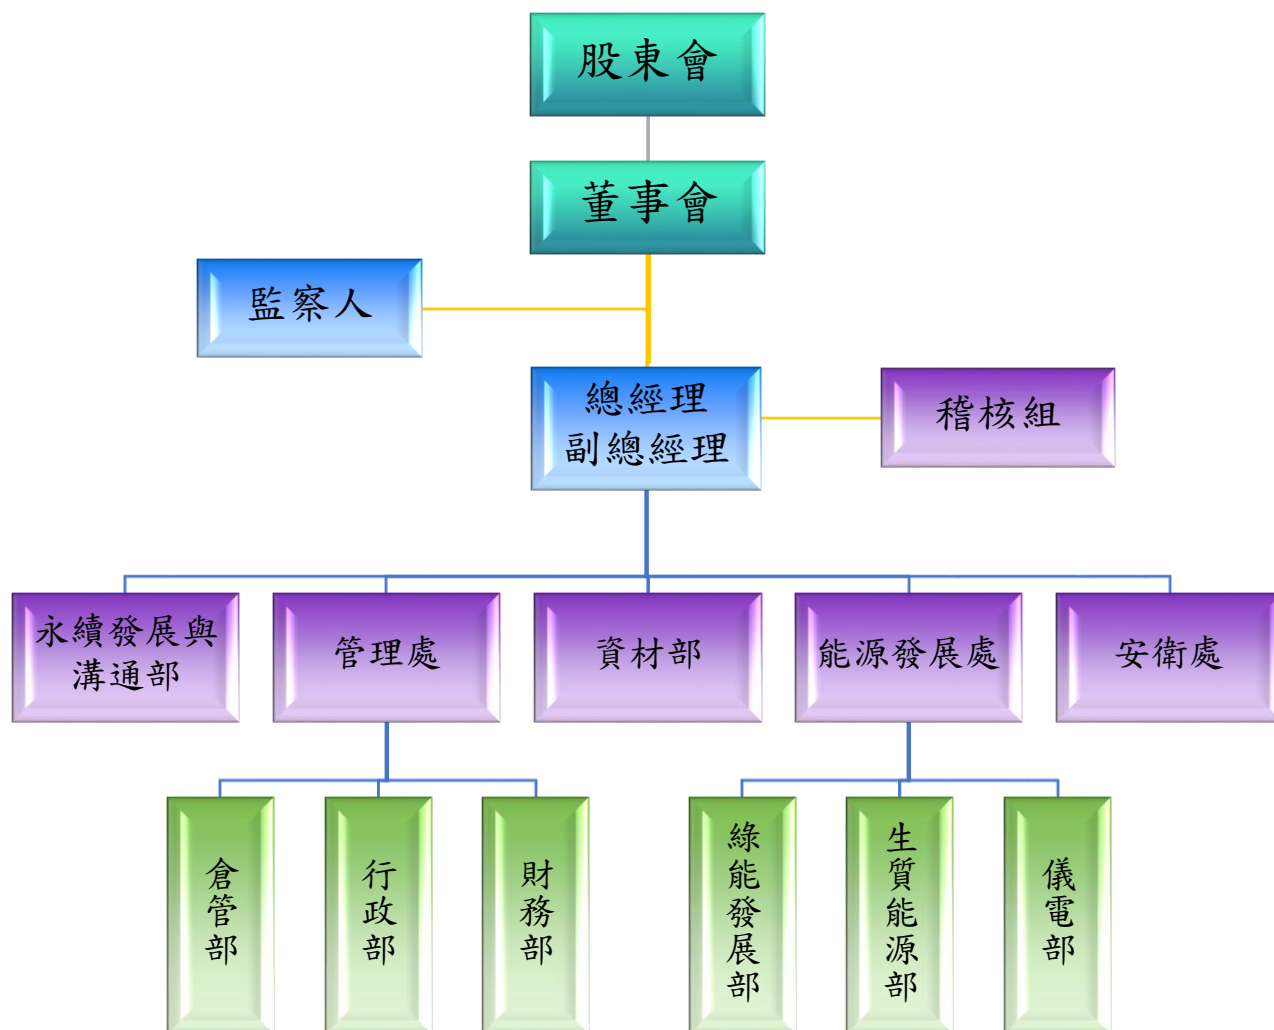 股東會
董事會
監察人
總經理
副總經理
稽核組
永續發展與
溝通部
管理處
資材部
能源發展處
安衛處
倉管部
行政部
財務部
綠能發展部
生質能源部
儀電部